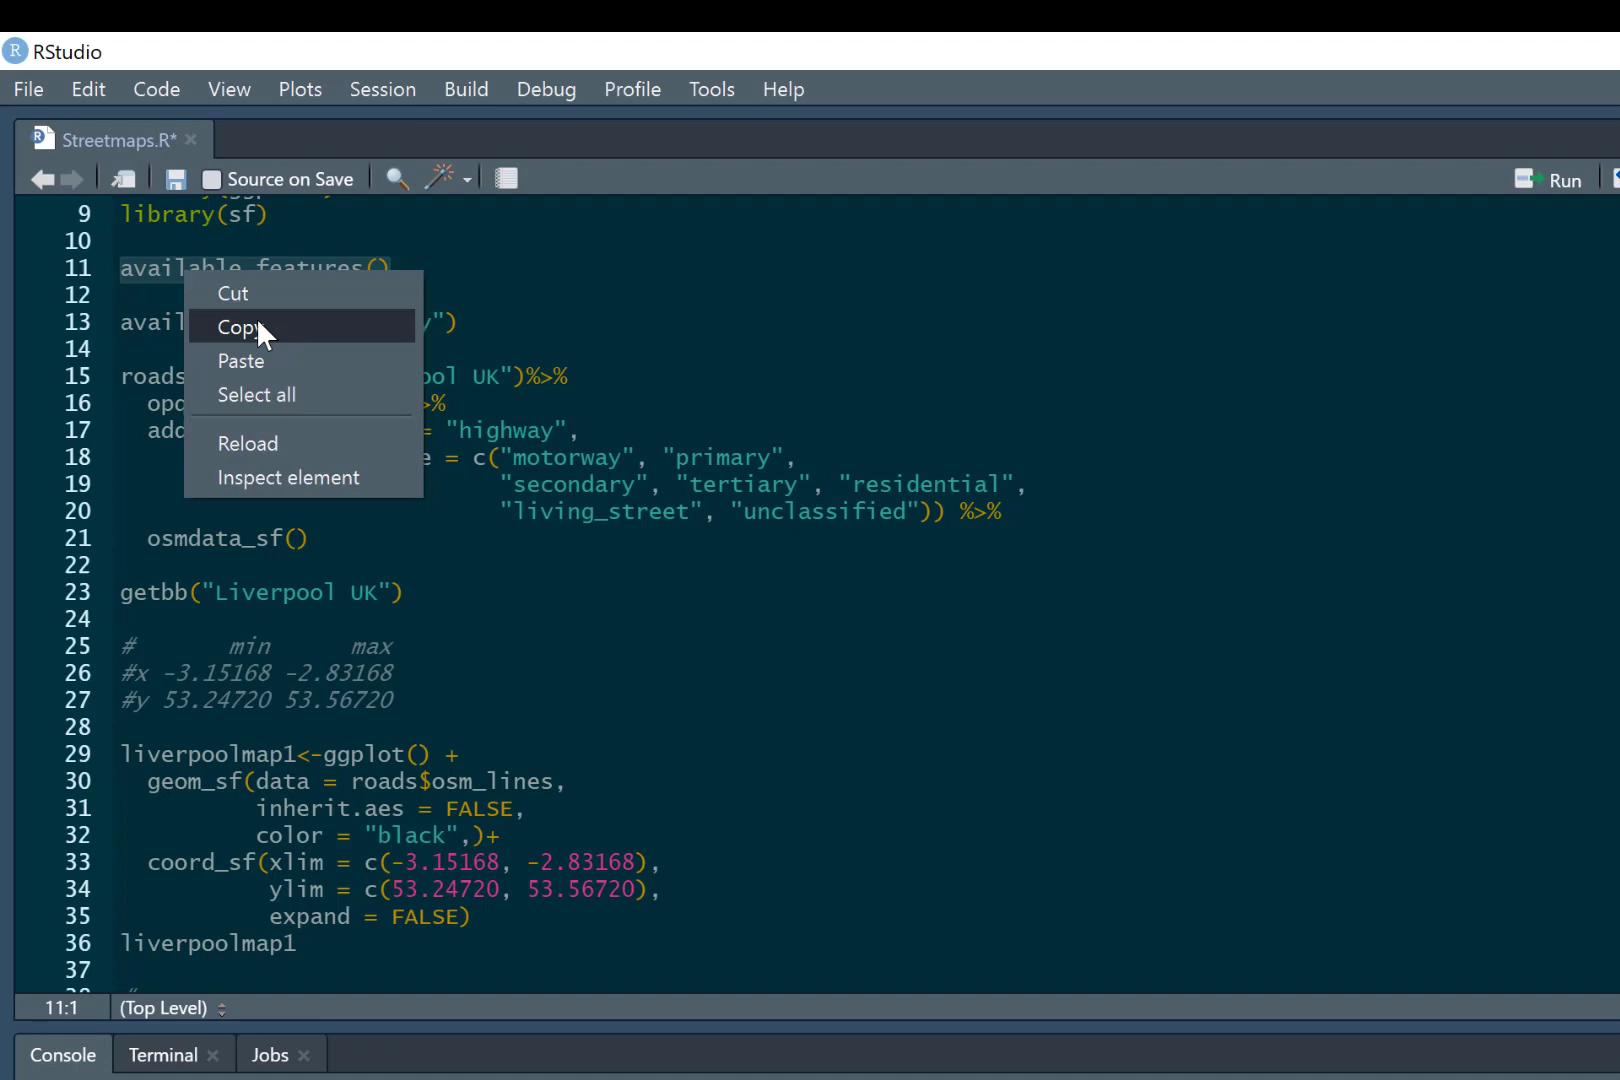 RStudio
File Edit Code View Plots Session Build Debug Profile Tools Help
Streetmaps.R*
Source on Save Run
9 library(sf)
10
11 available_features()
12
13 avail y")
14
15 roads ool UK")%>%
16 opq >%
17 add = "highway",
18 e = c("motorway", "primary",
19 "secondary", "tertiary", "residential",
20 "living_street", "unclassified")) %>%
21 osmdata_sf()
22
23 getbb("Liverpool UK")
24
25 # min max
26 #x -3.15168 -2.83168
27 #y 53.24720 53.56720
28
29 liverpoolmap1<-ggplot() +
30 geom_sf(data = roads$osm_lines,
31 inherit.aes = FALSE,
32 color = "black",)+
33 coord_sf(xlim = c(-3.15168, -2.83168),
34 ylim = c(53.24720, 53.56720),
35 expand = FALSE)
36 liverpoolmap1
37
Cut
Copy
Paste
Select all
Reload
Inspect element
11:1 (Top Level)
Console Terminal Jobs